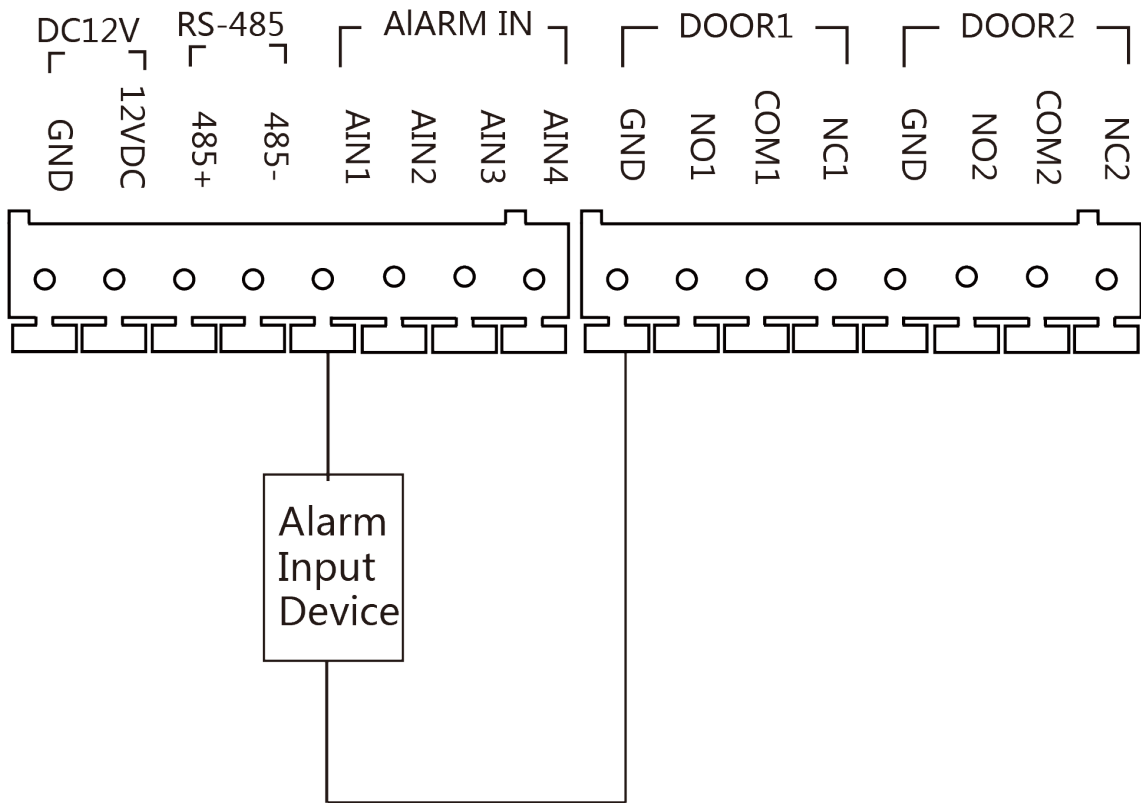 DC12V RS-485 AlARM IN DOOR1 DOOR2
GND 12VDC 485+ 485- AIN1 AIN2 AIN3 AIN4 GND NO1 COM1 NC1 GND NO2 COM2 NC2
Alarm
Input
Device